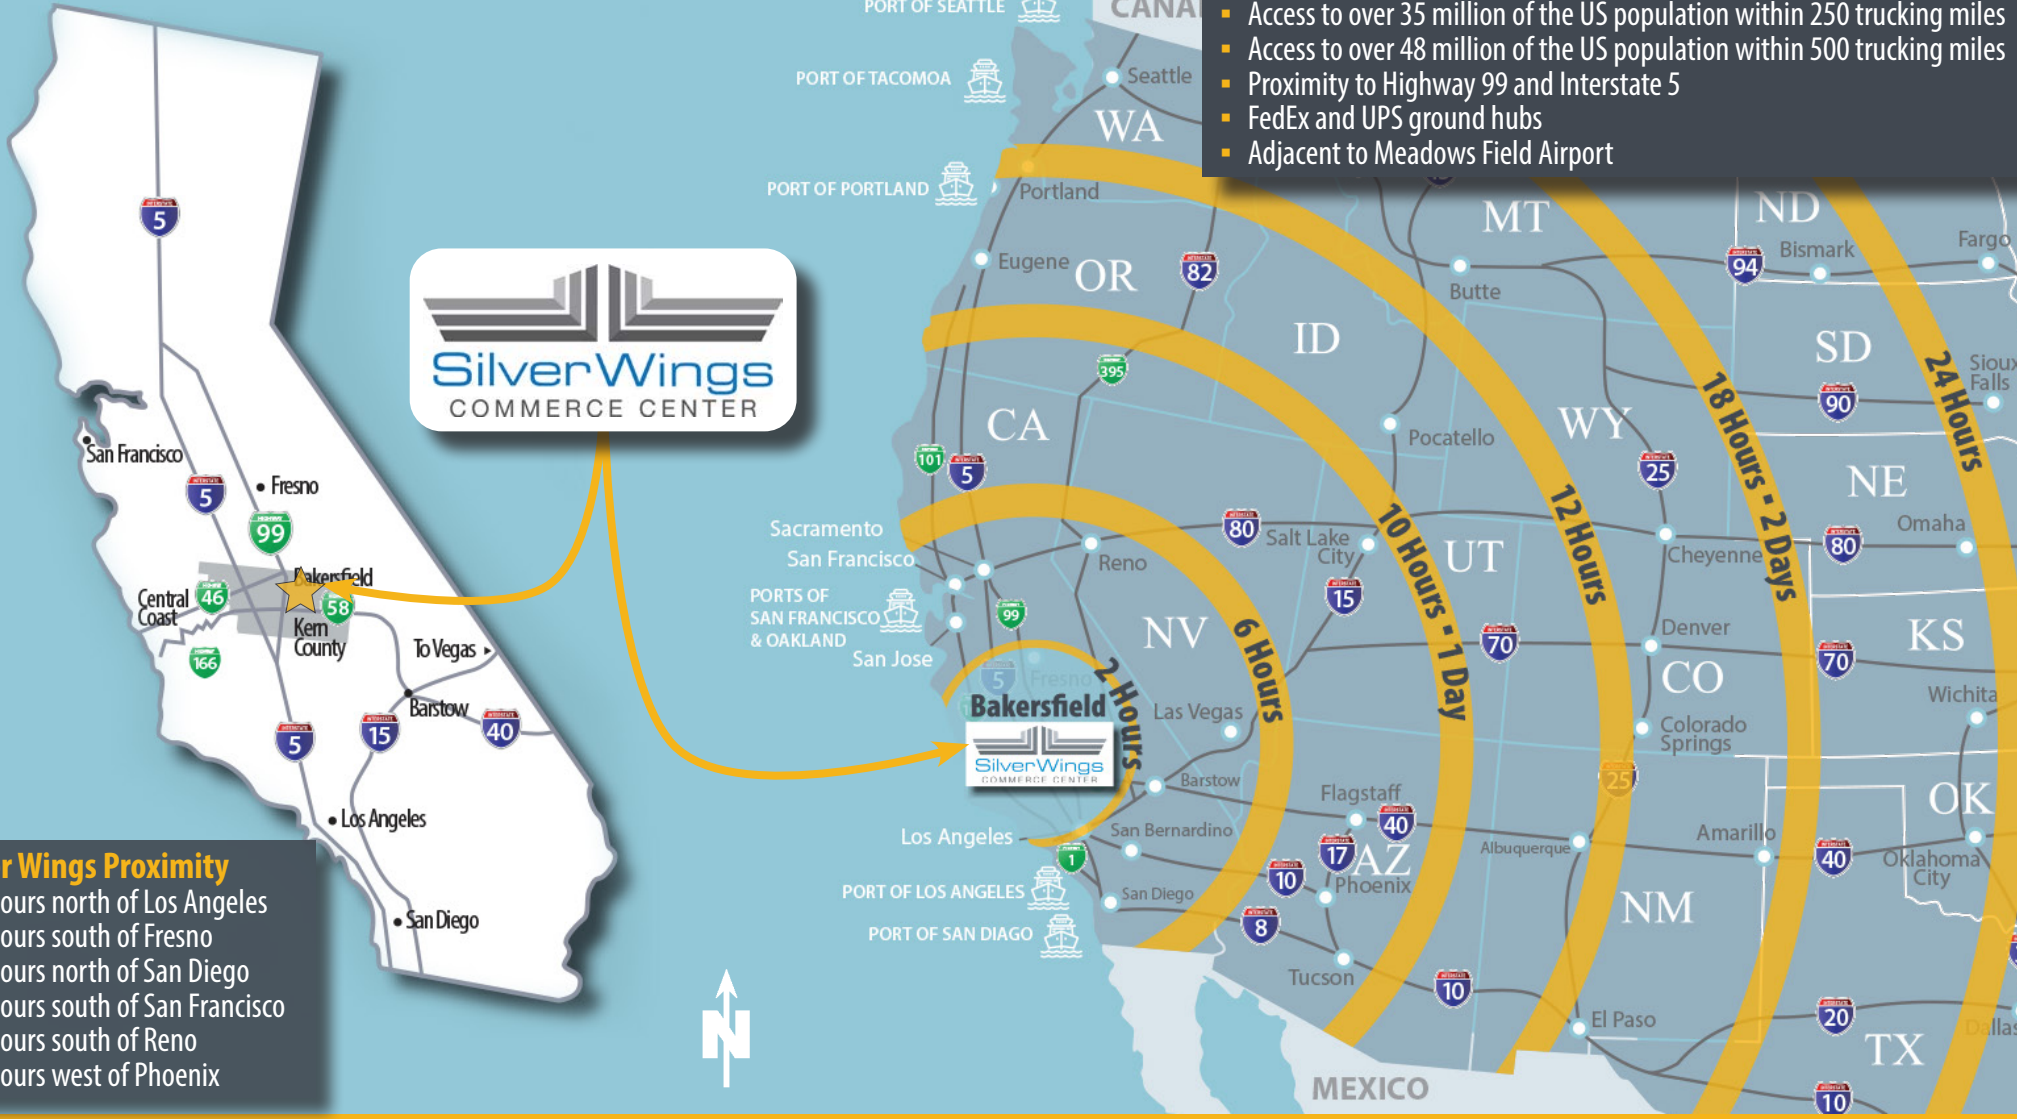 PORT OF SEATTLE
CANA
Access to over 35 million of the US population within 250 trucking miles
Access to over 48 million of the US population within 500 trucking miles
Proximity to Highway 99 and Interstate 5
FedEx and UPS ground hubs
Adjacent to Meadows Field Airport
PORT OF TACOMOA
Seattle
WA
PORT OF PORTLAND
Portland
MT
ND
Eugene
OR
82
Butte
94
Bismark
Fargo
5
SilverWings
COMMERCE CENTER
ID
395
SD
90
24 Hours
Sioux
Falls
CA
Pocatello
WY
18 Hours ▪ 2 Days
San Francisco
5
Fresno
99
101
5
25
NE
Sacramento
San Francisco
Reno
80
Salt Lake
City
10 Hours ▪ 1 Day
UT
12 Hours
Cheyenne
80
Omaha
Bakersfield
Central
Coast
46
58
Kern
County
166
To Vegas
PORTS OF
SAN FRANCISCO
& OAKLAND
San Jose
99
15
NV
6 Hours
70
Denver
CO
70
KS
Wichita
5
Fresno
2 Hours
Bakersfield
SilverWings
COMMERCE CENTER
Las Vegas
Colorado
Springs
Barstow
5
15
40
Barstow
Flagstaff
40
25
OK
Los Angeles
Los Angeles
San Bernardino
1
17
AZ
Phoenix
10
Albuquerque
Amarillo
40
Oklahoma
City
PORT OF LOS ANGELES
San Diego
8
NM
PORT OF SAN DIAGO
San Diego
Tucson
10
El Paso
20
Dallas
TX
10
MEXICO
N
r Wings Proximity
ours north of Los Angeles
ours south of Fresno
ours north of San Diego
ours south of San Francisco
ours south of Reno
ours west of Phoenix